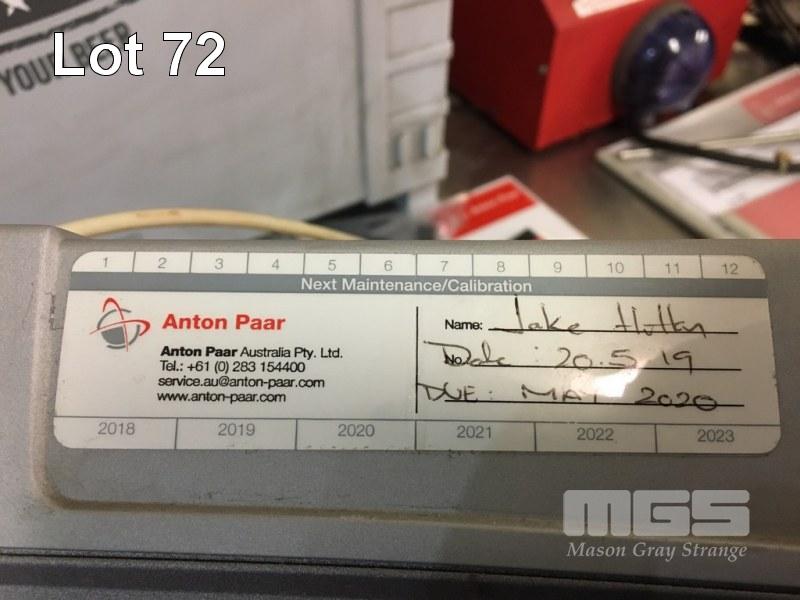 YOUR BEER
Lot 72
1 2 3 4 5 6 7 8 9 10 11 12
Next Maintenance/Calibration
Anton Paar
Anton Paar Australia Pty. Ltd.
Tel.: +61 (0) 283 154400
service.au@anton-paar.com
www.anton-paar.com
Name: Jake
No. Date: 20.5.19
DUE: MAY 2020
2018 2019 2020 2021 2022 2023
MGS
Mason Gray Strange